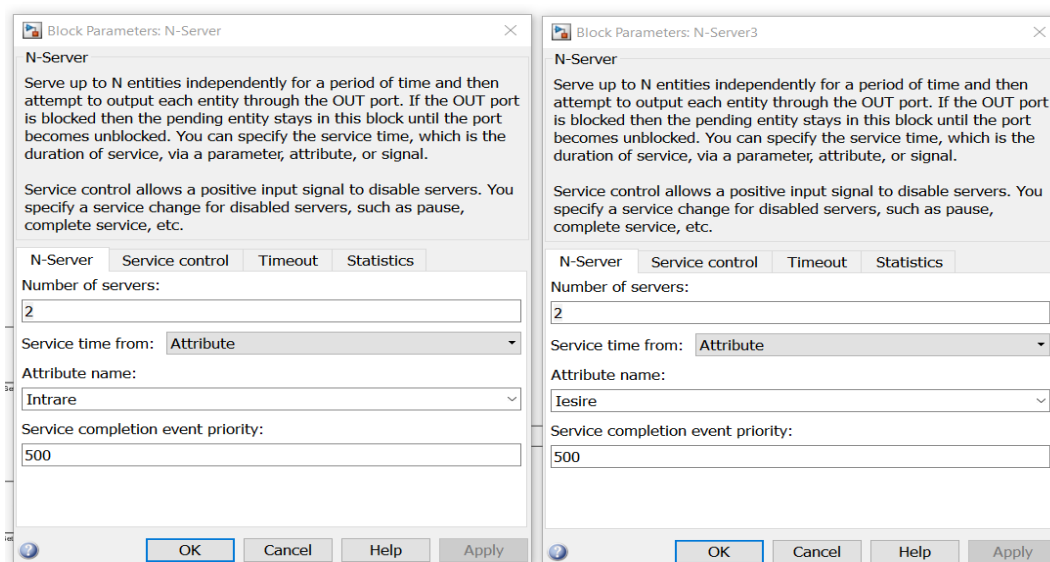 Block Parameters: N-Server
N-Server
Serve up to N entities independently for a period of time and then
attempt to output each entity through the OUT port. If the OUT port
is blocked then the pending entity stays in this block until the port
becomes unblocked. You can specify the service time, which is the
duration of service, via a parameter, attribute, or signal.
Service control allows a positive input signal to disable servers. You
specify a service change for disabled servers, such as pause,
complete service, etc.
N-Server Service control Timeout Statistics
Number of servers:
2
Service time from: Attribute
Attribute name:
Intrare
Service completion event priority:
500
OK Cancel Help Apply
Block Parameters: N-Server3
N-Server
Serve up to N entities independently for a period of time and then
attempt to output each entity through the OUT port. If the OUT port
is blocked then the pending entity stays in this block until the port
becomes unblocked. You can specify the service time, which is the
duration of service, via a parameter, attribute, or signal.
Service control allows a positive input signal to disable servers. You
specify a service change for disabled servers, such as pause,
complete service, etc.
N-Server Service control Timeout Statistics
Number of servers:
2
Service time from: Attribute
Attribute name:
Iesire
Service completion event priority:
500
OK Cancel Help Apply